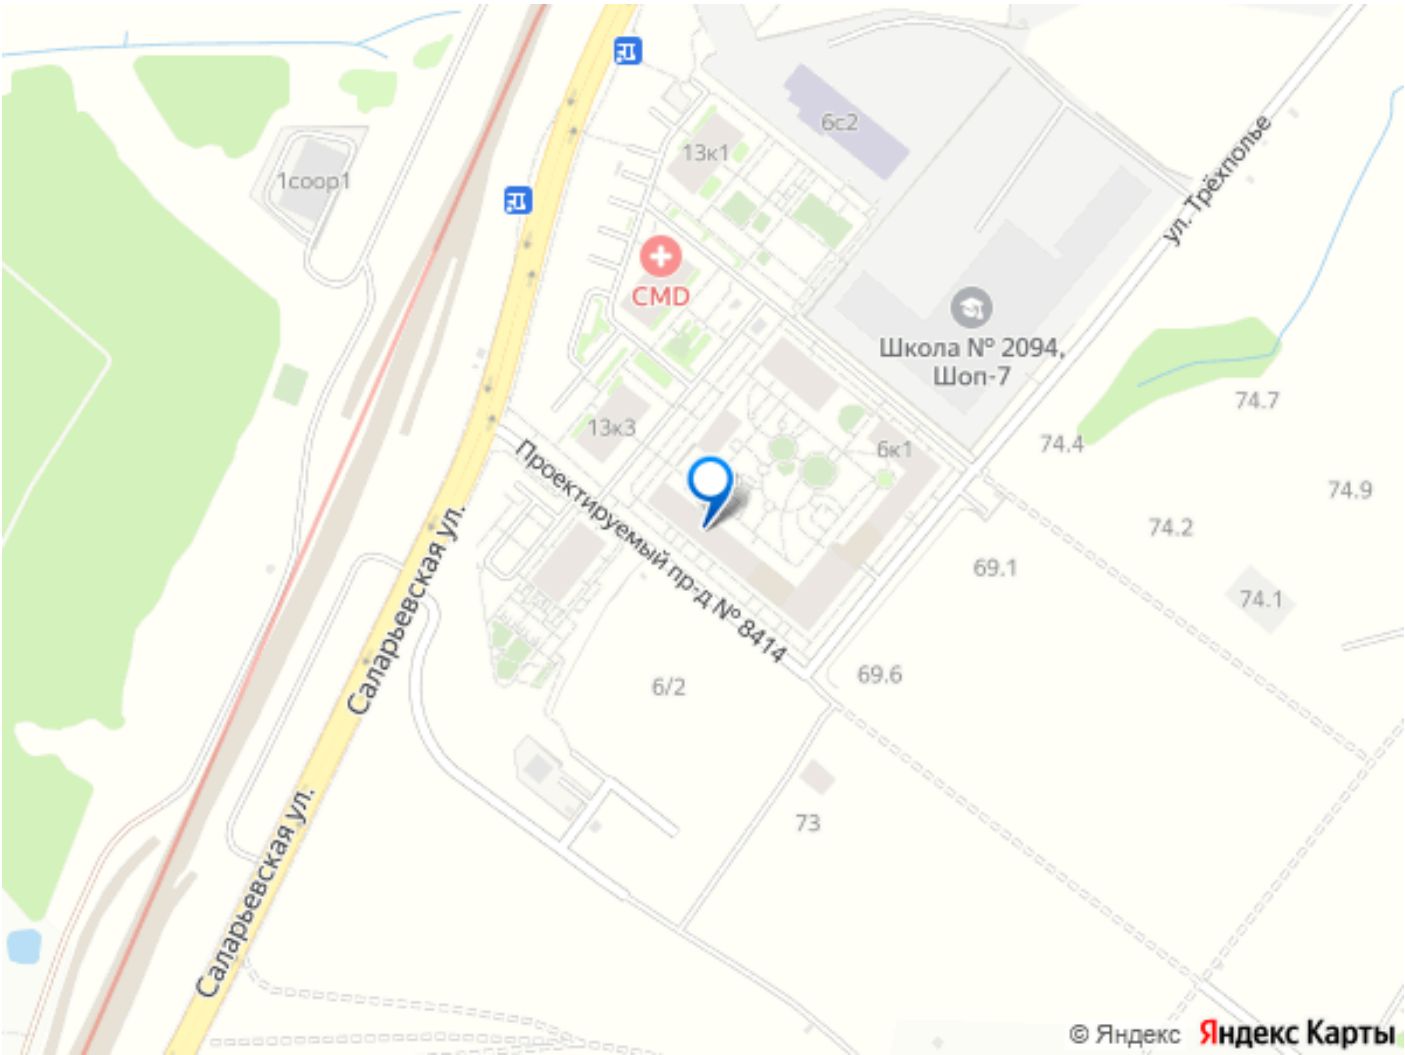 6с2
ул. Трёхполье
13к1
1соор1
CMD
Школа № 2094,
Шоп-7
74.7
13к3
6к1
74.4
74.9
Проектируемый пр-д № 8414
74.2
69.1
74.1
Саларьевская ул.
69.6
6/2
73
Саларьевская ул.
© Яндекс Яндекс Карты